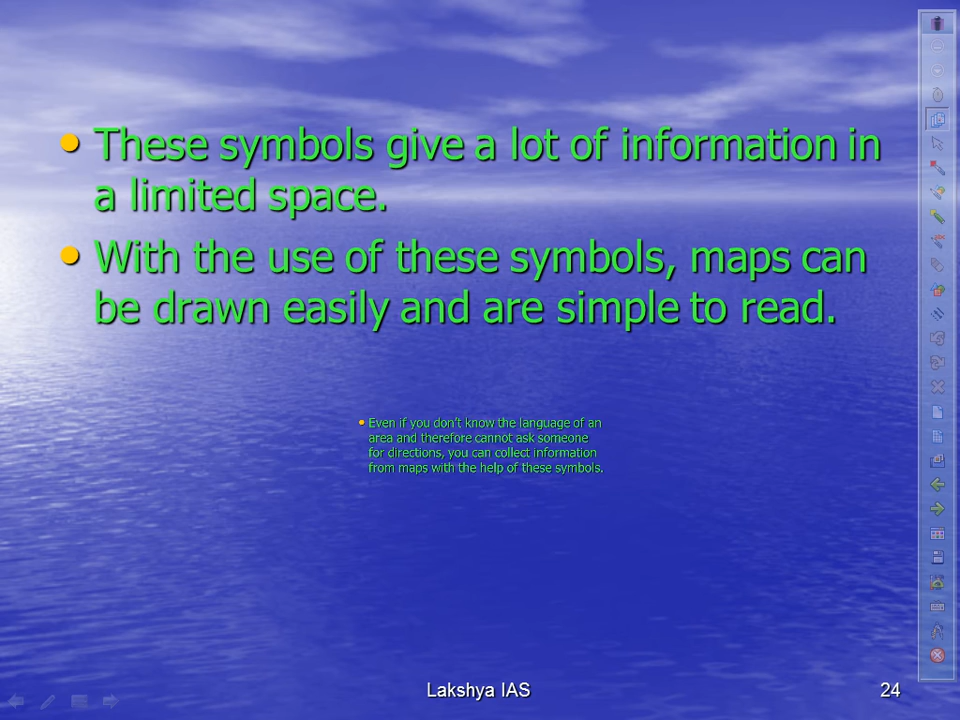 • These symbols give a lot of information in
a limited space.
• With the use of these symbols, maps can
be drawn easily and are simple to read.
• Even if you don't know the language of an
area and therefore cannot ask someone
for directions, you can collect information
from maps with the help of these symbols.
Lakshya IAS
24